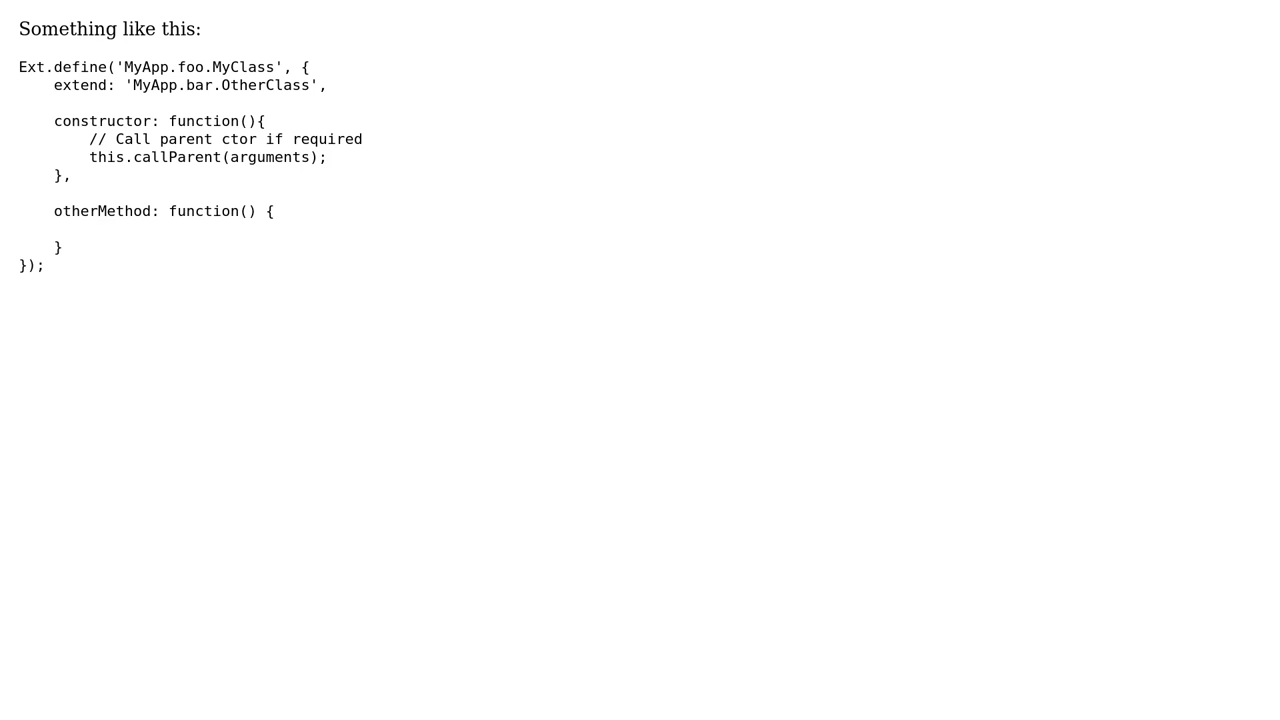 Something like this:
Ext.define('MyApp.foo.MyClass', {
    extend: 'MyApp.bar.OtherClass',

    constructor: function(){
        // Call parent ctor if required
        this.callParent(arguments);
    },

    otherMethod: function() {

    }
});